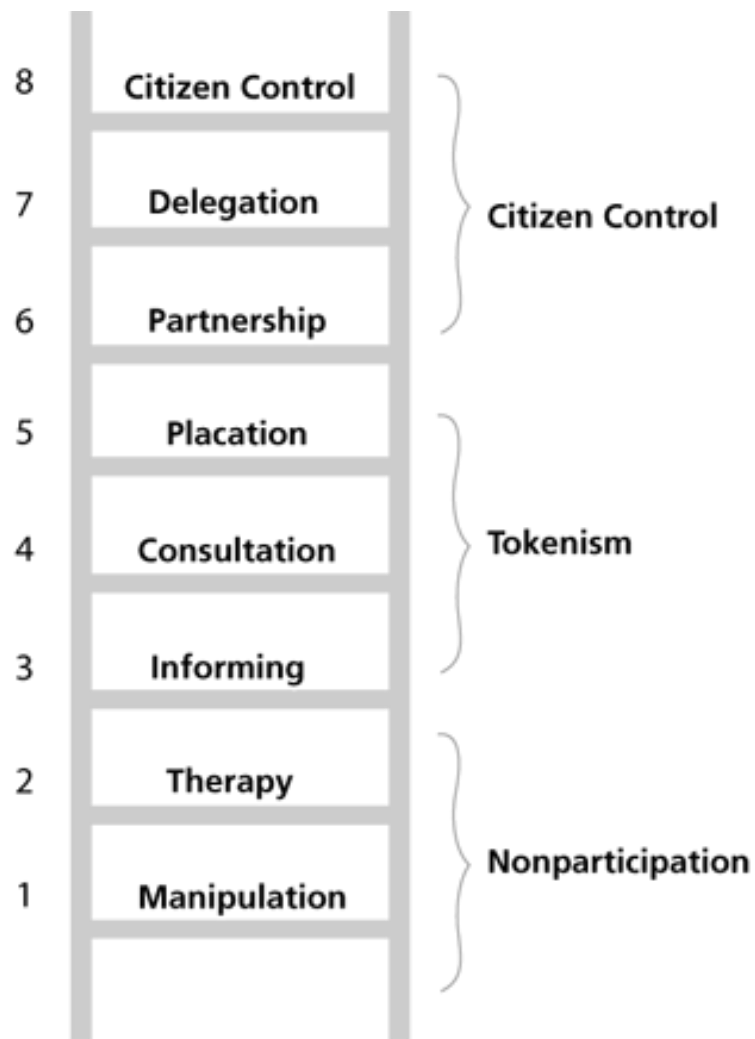 8 Citizen Control
7 Delegation
Citizen Control
6 Partnership
5 Placation
4 Consultation
Tokenism
3 Informing
2 Therapy
Nonparticipation
1 Manipulation